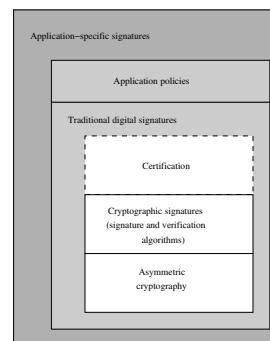 Application−specific signatures
Application policies
Traditional digital signatures
Certification
Cryptographic signatures
(signature and verification
algorithms)
Asymmetric
cryptography